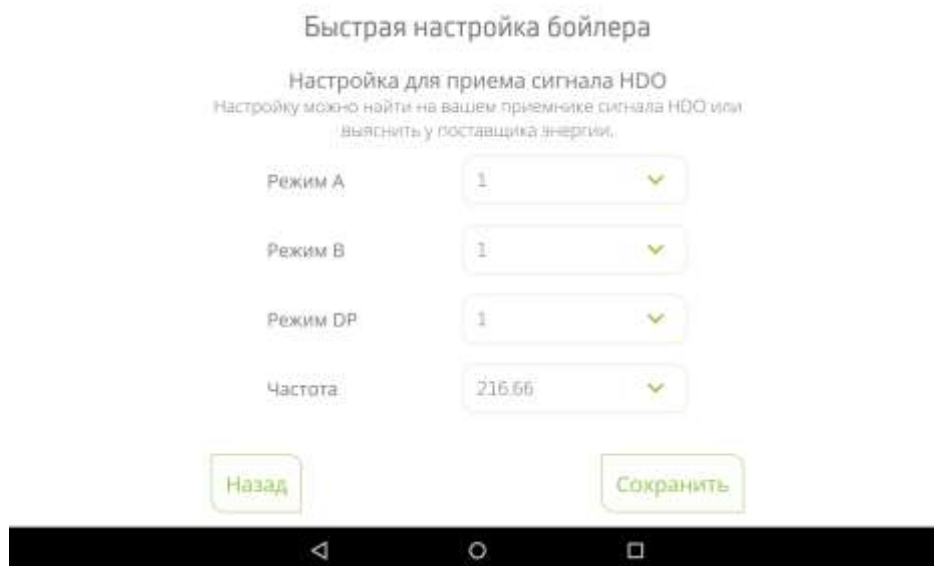 Быстрая настройка бойлера
Настройка для приема сигнала HDO
Настройку можно найти на вашем приемнике сигнала HDO или
выяснить у поставщика энергии.
Режим A 1
Режим B 1
Режим DP 1
Частота 216.66
Назад Сохранить